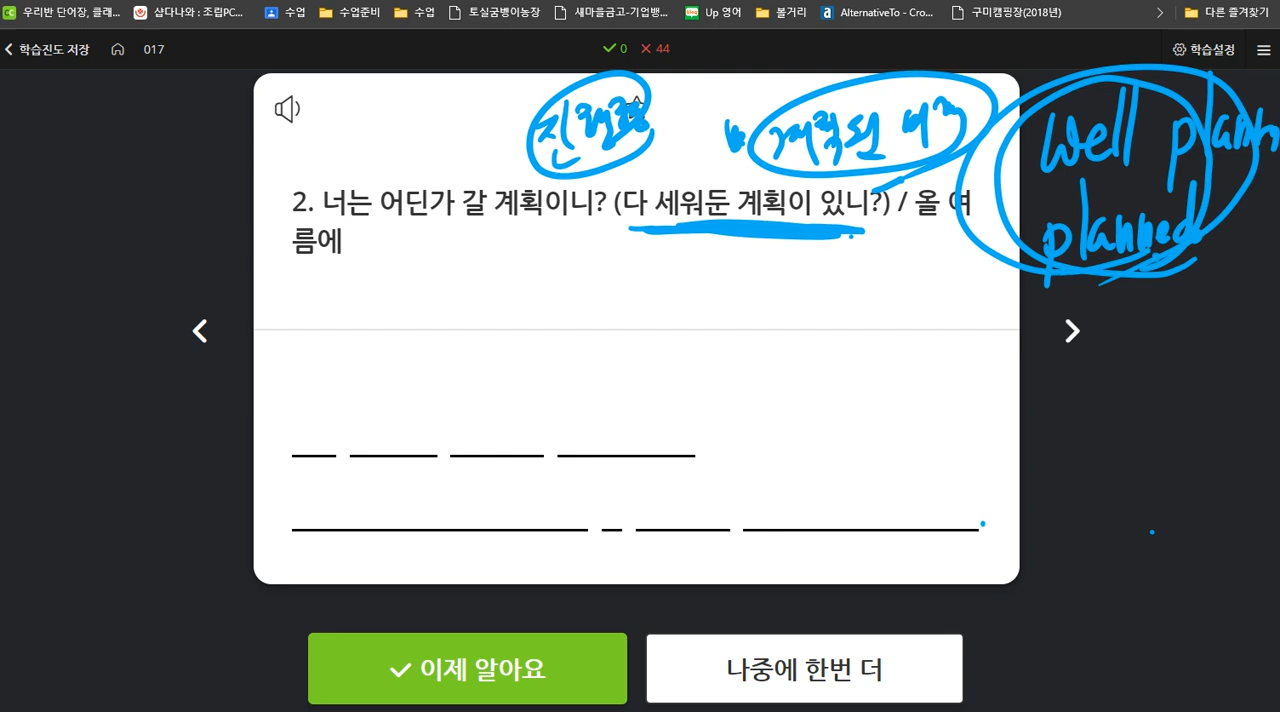 우리반 단어장, 클래... 샵다나와 : 조립PC... 수업 수업준비 수업 토실굼벵이농장 새마을금고-기업뱅... Up 영어 볼거리 AlternativeTo - Cro... 구미캠핑장(2018년) 다른 즐겨찾기
학습진도 저장 017 0 44 학습설정
진행형 계획된 well
planned
2. 너는 어딘가 갈 계획이니? (다 세워둔 계획이 있니?) / 올 여
름에
이제 알아요 나중에 한번 더